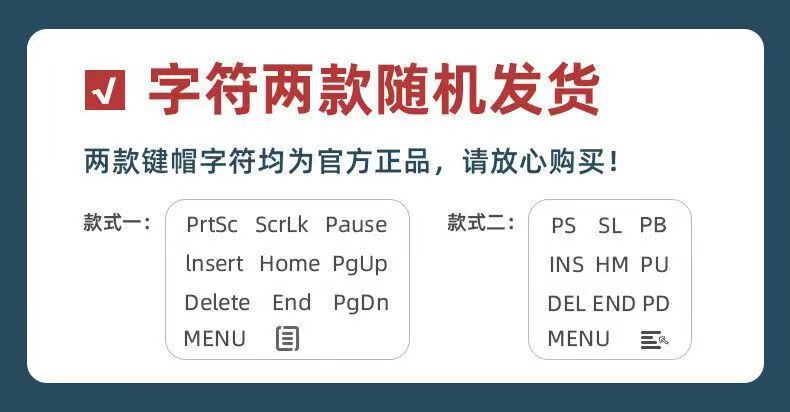 字符两款随机发货
两款键帽字符均为官方正品，请放心购买！
款式一：
PrtSc ScrLk Pause
lnsert Home PgUp
Delete End PgDn
MENU
款式二：
PS SL PB
INS HM PU
DEL END PD
MENU